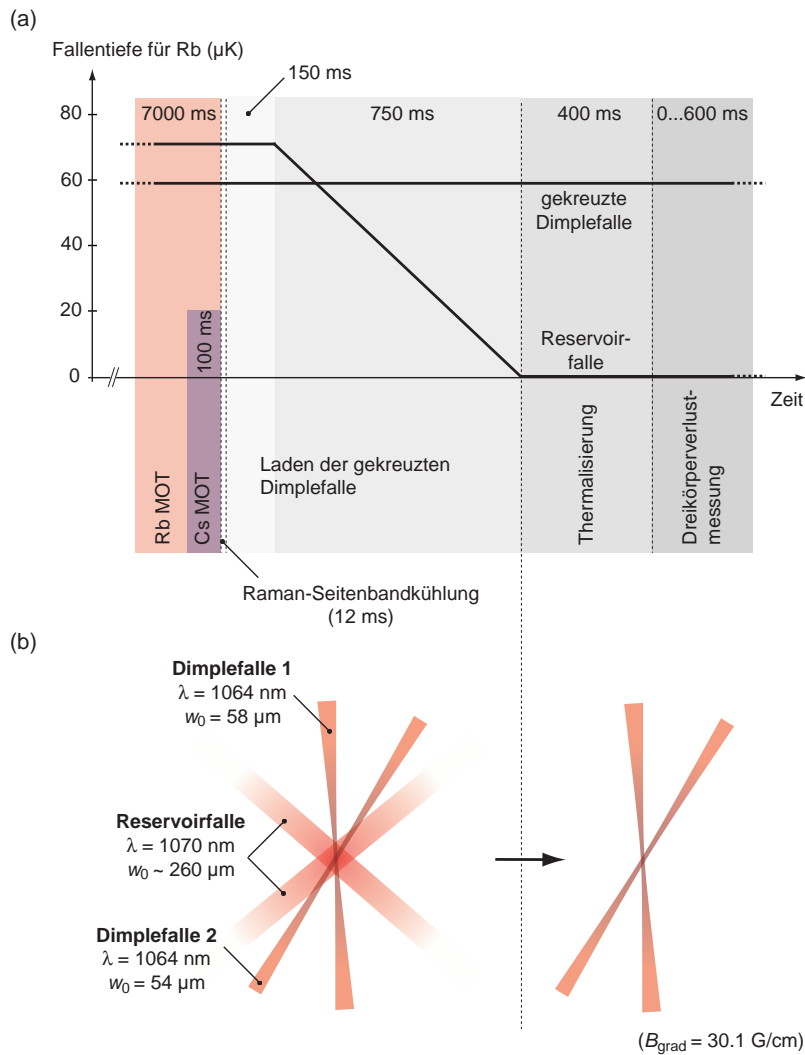 (a)
Fallentiefe für Rb (µK)
150 ms
7000 ms
750 ms
400 ms
0...600 ms
80
60
40
20
0
gekreuzte
Dimplefalle
Reservoir-
falle
Zeit
100 ms
Rb MOT
Cs MOT
Laden der gekreuzten
Dimplefalle
Thermalisierung
Dreikörperverlust-
messung
Raman-Seitenbandkühlung
(12 ms)
(b)
Dimplefalle 1
λ = 1064 nm
w0 = 58 µm
Reservoirfalle
λ = 1070 nm
w0 ~ 260 µm
Dimplefalle 2
λ = 1064 nm
w0 = 54 µm
(Bgrad = 30.1 G/cm)